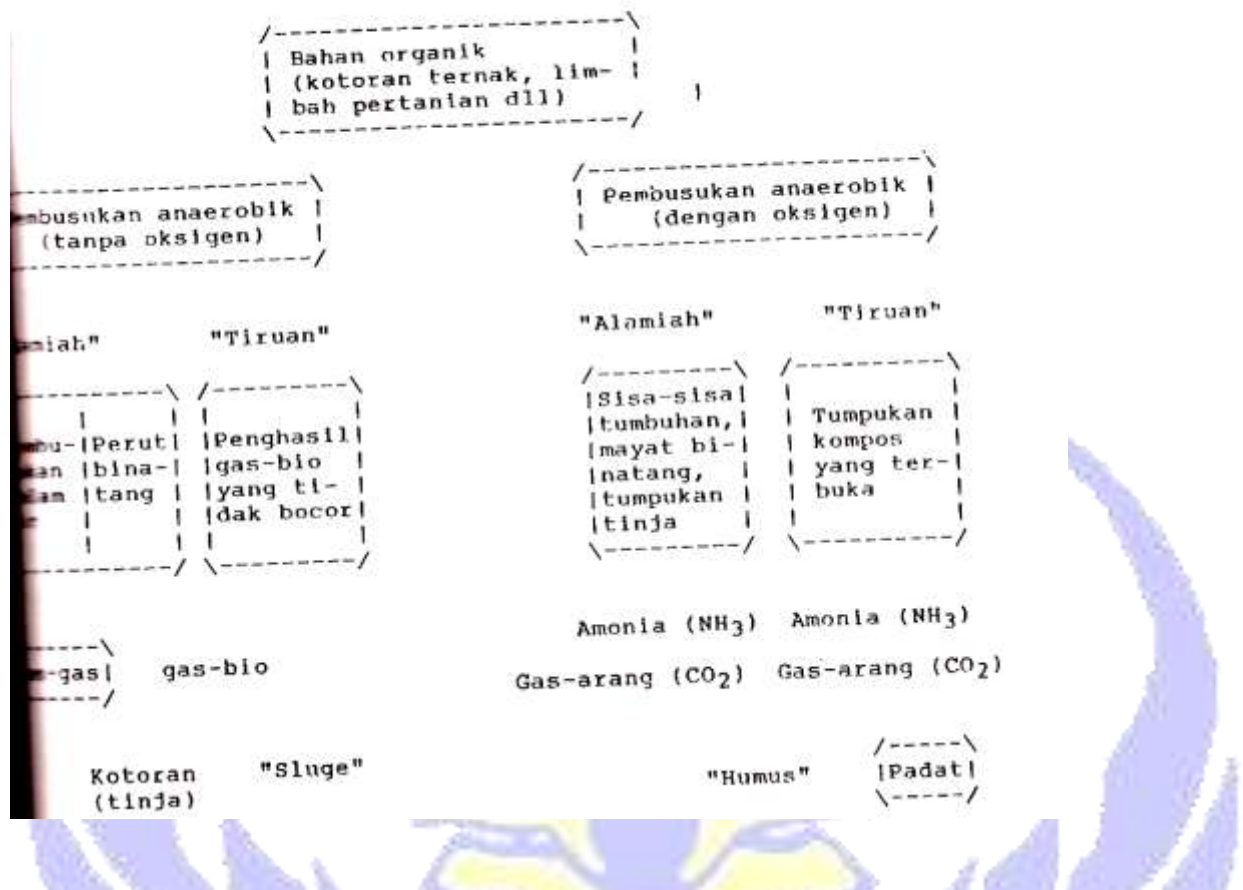 Bahan organik
(kotoran ternak, lim-
bah pertanian dll)
anaerobik
(tanpa oksigen)
Pembusukan anaerobik
(dengan oksigen)
"Tiruan"
"Alamiah" "Tiruan"
Perut
bina-
tang
Penghasil
gas-bio
yang ti-
dak bocor
Sisa-sisa
tumbuhan,
mayat bi-
natang,
tumpukan
tinja
Tumpukan
kompos
yang ter-
buka
gas-bio
Amonia (NH3) Amonia (NH3)
Gas-arang (CO2) Gas-arang (CO2)
Kotoran
(tinja)
"Sluge"
"Humus"
Padat